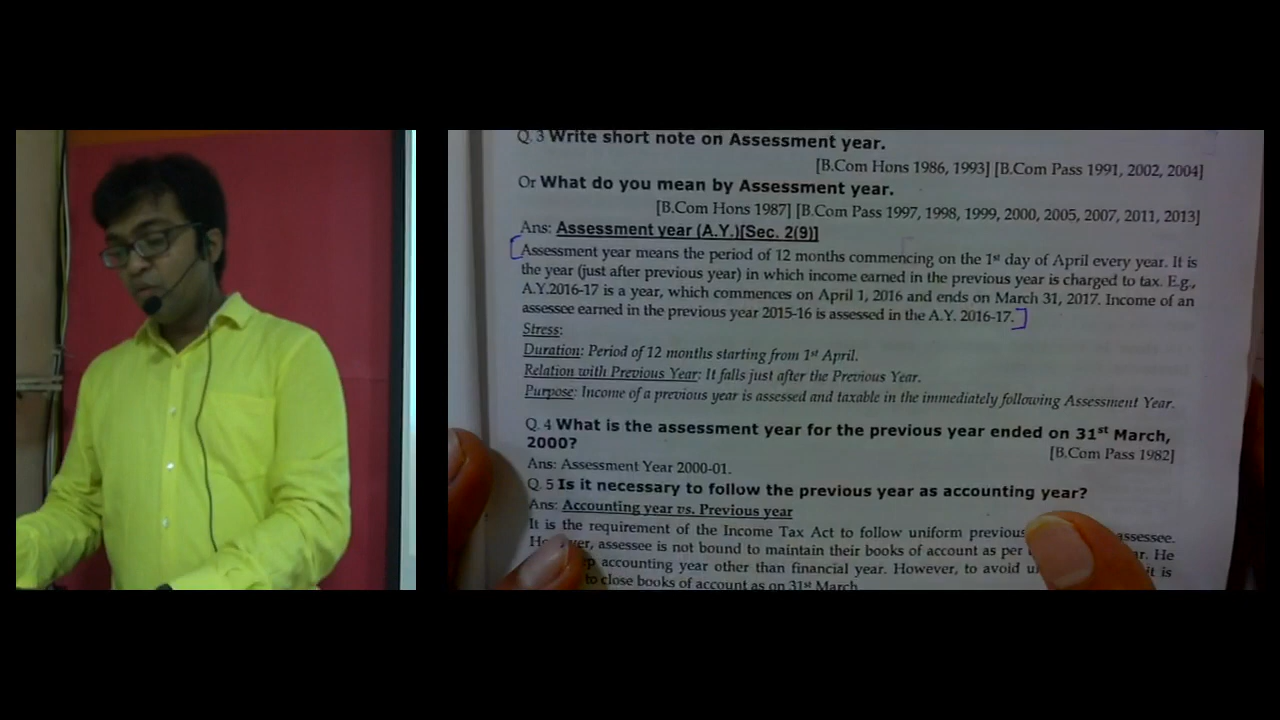 Q. 3 Write short note on Assessment year.
[B.Com Hons 1986, 1993] [B.Com Pass 1991, 2002, 2004]
Or What do you mean by Assessment year.
[B.Com Hons 1987] [B.Com Pass 1997, 1998, 1999, 2000, 2005, 2007, 2011, 2013]
Ans: Assessment year (A.Y.)[Sec. 2(9)]
Assessment year means the period of 12 months commencing on the 1st day of April every year. It is
the year (just after previous year) in which income earned in the previous year is charged to tax. E.g.,
A.Y.2016-17 is a year, which commences on April 1, 2016 and ends on March 31, 2017. Income of an
assessee earned in the previous year 2015-16 is assessed in the A.Y. 2016-17.
Stress:
Duration: Period of 12 months starting from 1st April.
Relation with Previous Year: It falls just after the Previous Year.
Purpose: Income of a previous year is assessed and taxable in the immediately following Assessment Year.
Q. 4 What is the assessment year for the previous year ended on 31st March,
2000?
[B.Com Pass 1982]
Ans: Assessment Year 2000-01.
Q. 5 Is it necessary to follow the previous year as accounting year?
Ans: Accounting year vs. Previous year
It is the requirement of the Income Tax Act to follow uniform previous assessee.
assessee is not bound to maintain their books of account as per He
accounting year other than financial year. However, to avoid it is
to close books of account as on 31st March